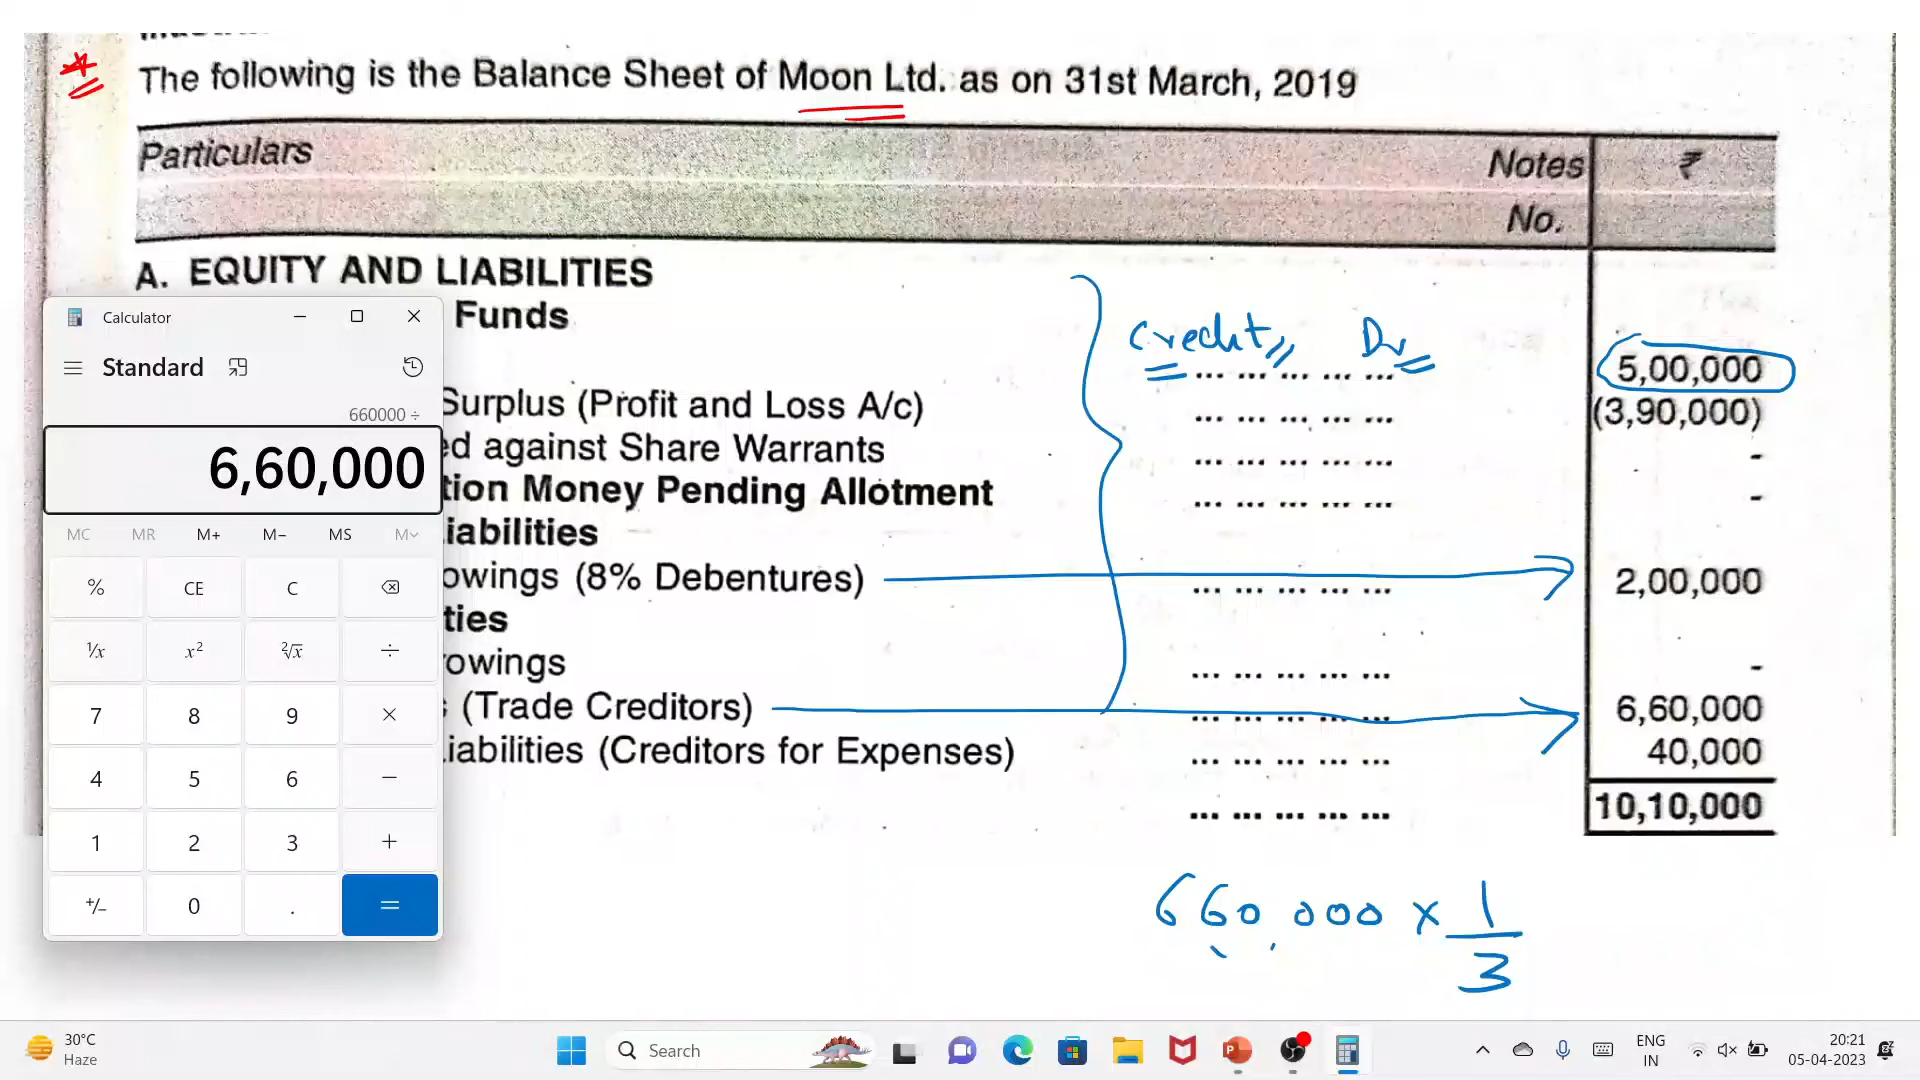 The following is the Balance Sheet of Moon Ltd. as on 31st March, 2019
Particulars Notes ₹
No.
A. EQUITY AND LIABILITIES
Funds
Credit Dr
5,00,000
Surplus (Profit and Loss A/c) ... ... ... ... ... (3,90,000)
ed against Share Warrants ... ... ... ... ... -
tion Money Pending Allotment ... ... ... ... ... -
iabilities
owings (8% Debentures) ... ... ... ... ... 2,00,000
ties
owings ... ... ... ... ... -
(Trade Creditors) ... ... ... ... ... 6,60,000
iabilities (Creditors for Expenses) ... ... ... ... ... 40,000
... ... ... ... ... 10,10,000
660,000 × 1
3
Calculator
Standard
660000 ÷
6,60,000
MC MR M+ M− MS M
% CE C
¹/x x² ²√x ÷
7 8 9 ×
4 5 6 −
1 2 3 +
+/− 0 . =
30°C
Haze
Search
ENG
IN
20:21
05-04-2023